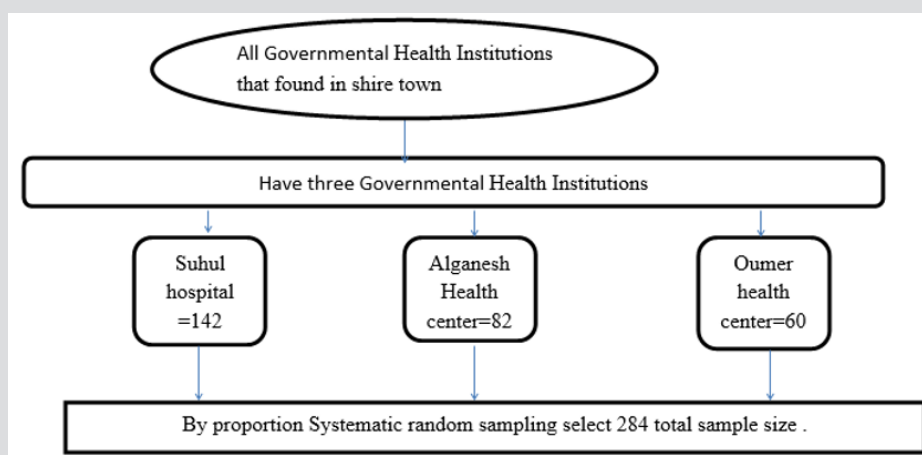 All Governmental Health Institutions
that found in shire town
Have three Governmental Health Institutions
Suhul
hospital
=142
Alganesh
Health
center=82
Oumer
health
center=60
By proportion Systematic random sampling select 284 total sample size .